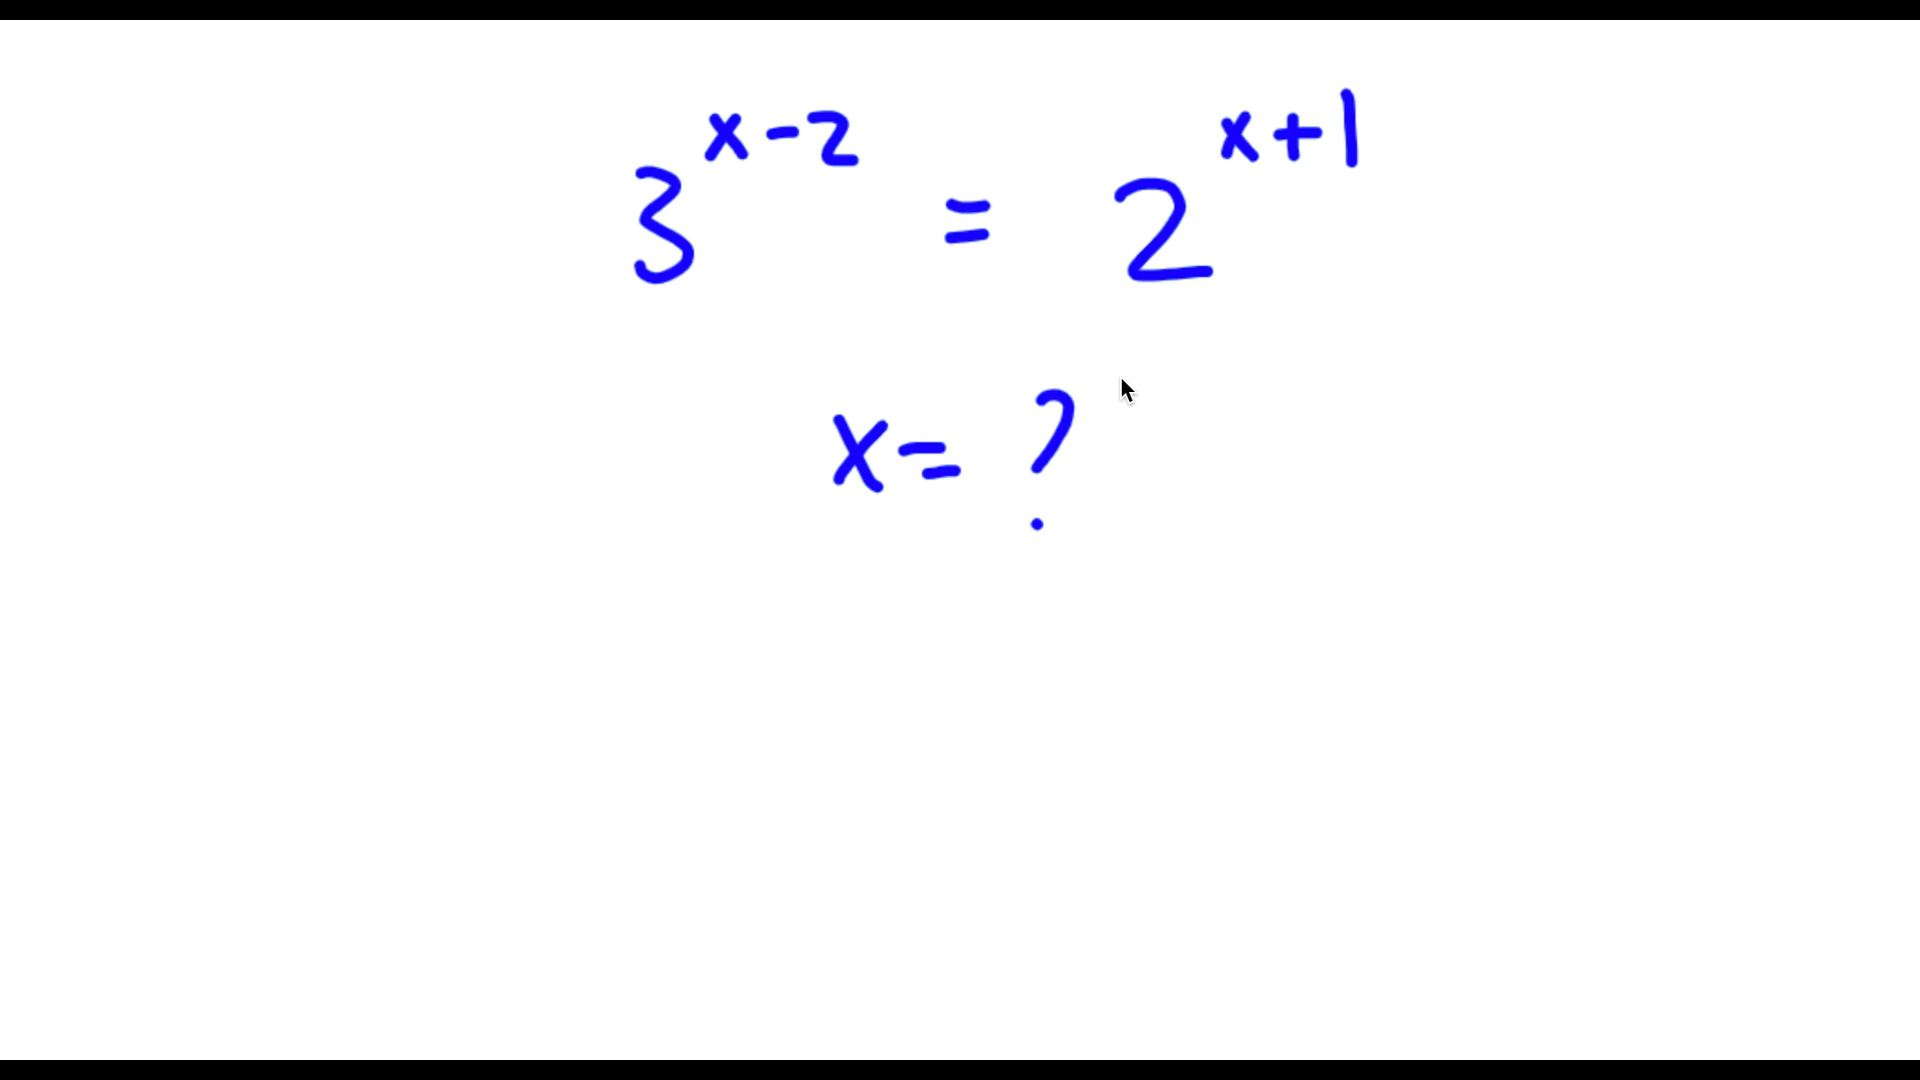 3^{x-2} = 2^{x+1}
x = ?